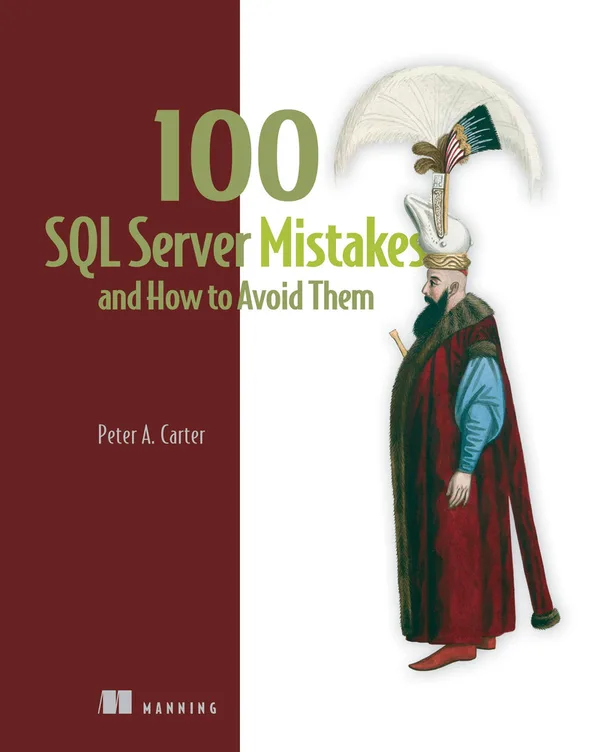 100
SQL Server Mistakes
and How to Avoid Them
Peter A. Carter
MANNING